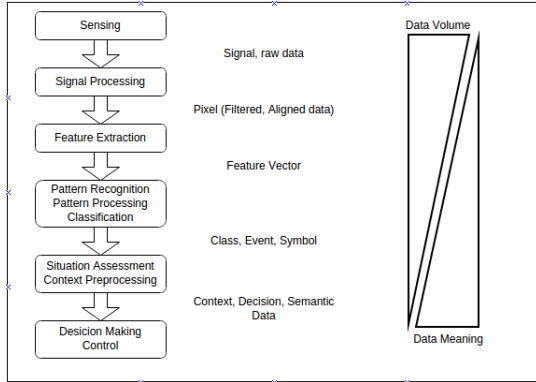 Sensing
Data Volume
Signal, raw data
Signal Processing
Pixel (Filtered, Aligned data)
Feature Extraction
Feature Vector
Pattern Recognition
Pattern Processing
Classification
Class, Event, Symbol
Situation Assessment
Context Preprocessing
Context, Decision, Semantic
Data
Desicion Making
Control
Data Meaning